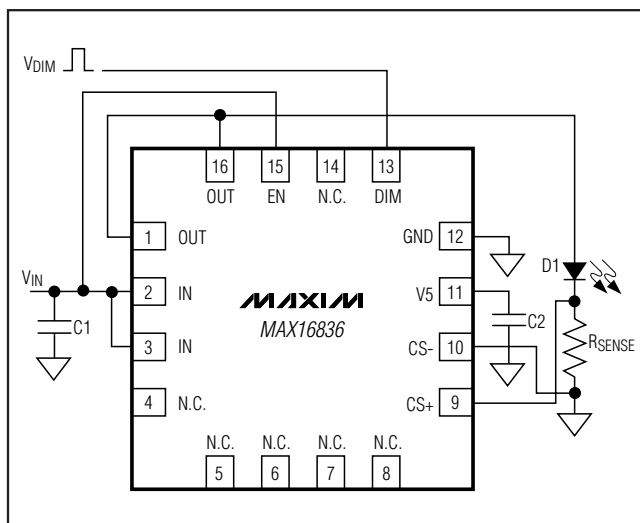 VDIM
16 15 14 13
OUT EN N.C. DIM
1 OUT
GND 12
VIN
2 IN
V5 11
D1
MAXIM
MAX16836
C1
3 IN
CS- 10
C2
RSENSE
4 N.C.
CS+ 9
N.C. N.C. N.C. N.C.
5 6 7 8